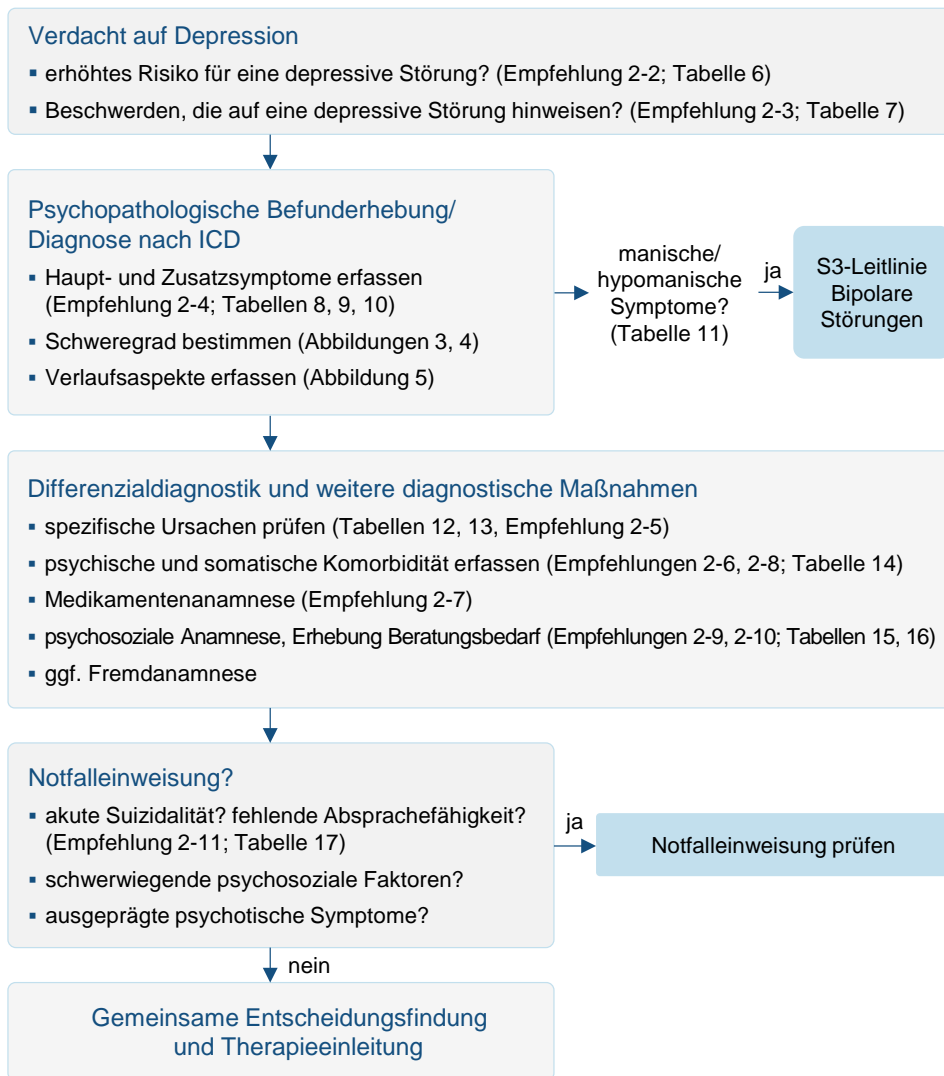 Verdacht auf Depression
▪ erhöhtes Risiko für eine depressive Störung? (Empfehlung 2-2; Tabelle 6)
▪ Beschwerden, die auf eine depressive Störung hinweisen? (Empfehlung 2-3; Tabelle 7)
Psychopathologische Befunderhebung/
Diagnose nach ICD
▪ Haupt- und Zusatzsymptome erfassen
(Empfehlung 2-4; Tabellen 8, 9, 10)
▪ Schweregrad bestimmen (Abbildungen 3, 4)
▪ Verlaufsaspekte erfassen (Abbildung 5)
manische/
hypomanische
Symptome?
(Tabelle 11)
ja
S3-Leitlinie
Bipolare
Störungen
Differenzialdiagnostik und weitere diagnostische Maßnahmen
▪ spezifische Ursachen prüfen (Tabellen 12, 13, Empfehlung 2-5)
▪ psychische und somatische Komorbidität erfassen (Empfehlungen 2-6, 2-8; Tabelle 14)
▪ Medikamentenanamnese (Empfehlung 2-7)
▪ psychosoziale Anamnese, Erhebung Beratungsbedarf (Empfehlungen 2-9, 2-10; Tabellen 15, 16)
▪ ggf. Fremdanamnese
Notfalleinweisung?
▪ akute Suizidalität? fehlende Absprachefähigkeit?
(Empfehlung 2-11; Tabelle 17)
▪ schwerwiegende psychosoziale Faktoren?
▪ ausgeprägte psychotische Symptome?
ja
Notfalleinweisung prüfen
nein
Gemeinsame Entscheidungsfindung
und Therapieeinleitung